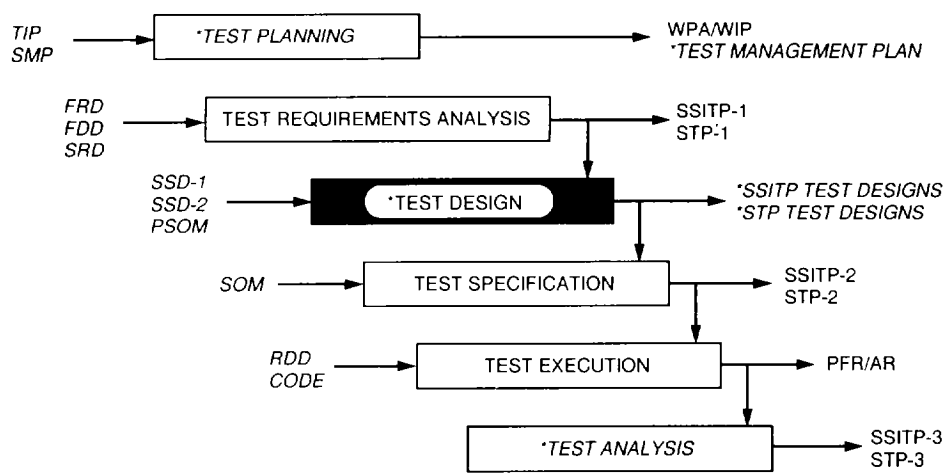 TIP
SMP
*TEST PLANNING
WPA/WIP
*TEST MANAGEMENT PLAN
FRD
FDD
SRD
TEST REQUIREMENTS ANALYSIS
SSITP-1
STP-1
SSD-1
SSD-2
PSOM
*TEST DESIGN
*SSITP TEST DESIGNS
*STP TEST DESIGNS
SOM
TEST SPECIFICATION
SSITP-2
STP-2
RDD
CODE
TEST EXECUTION
PFR/AR
*TEST ANALYSIS
SSITP-3
STP-3